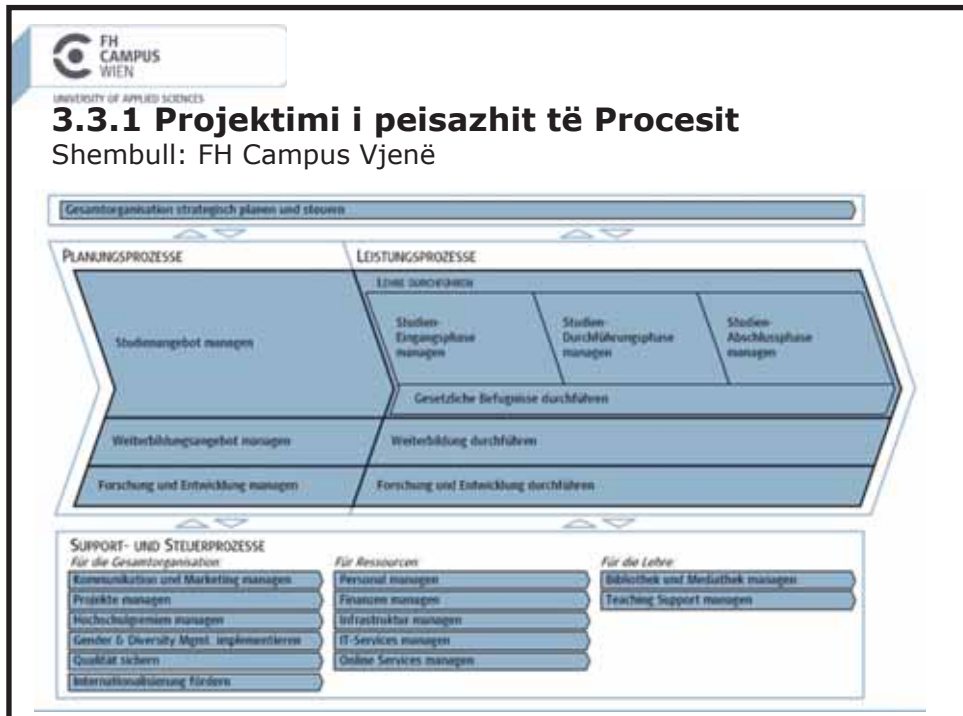 FH
CAMPUS
WIEN
UNIVERSITY OF APPLIED SCIENCES
3.3.1 Projektimi i peisazhit të Procesit
Shembull: FH Campus Vjenë
Gesamtorganisation strategisch planen und steuern
PLANUNGSPROZESSE
LEISTUNGSPROZESSE
LEHRE DURCHFÜHREN
Studienangebot managen
Studien-
Eingangsphase
managen
Studien-
Durchführungsphase
managen
Studien-
Abschlussphase
managen
Gesetzliche Befugnisse durchführen
Weiterbildungsangebot managen
Weiterbildung durchführen
Forschung und Entwicklung managen
Forschung und Entwicklung durchführen
SUPPORT- UND STEUERPROZESSE
Für die Gesamtorganisation:
Kommunikation und Marketing managen
Projekte managen
Hochschulgremien managen
Gender & Diversity Mgmt. implementieren
Qualität sichern
Internationalisierung fördern
Für Ressourcen:
Personal managen
Finanzen managen
Infrastruktur managen
IT-Services managen
Online Services managen
Für die Lehre:
Bibliothek und Mediathek managen
Teaching Support managen